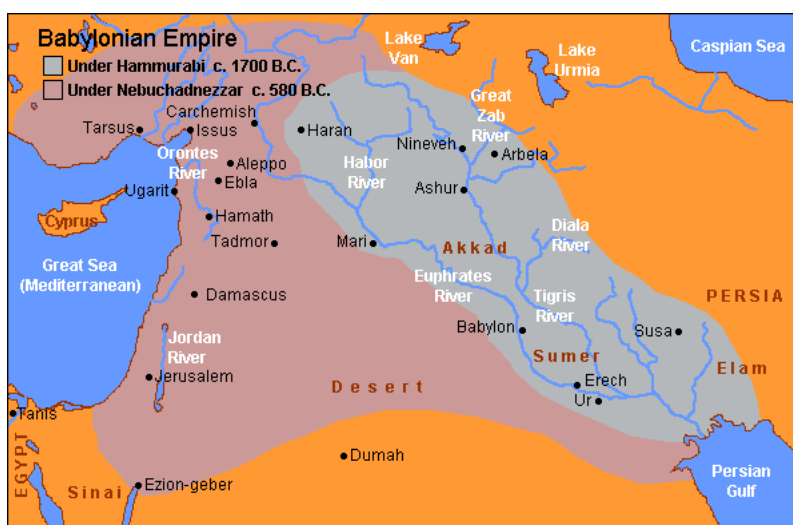 Babylonian Empire
Under Hammurabi c. 1700 B.C.
Under Nebuchadnezzar c. 580 B.C.
Lake
Van
Lake
Urmia
Caspian Sea
Carchemish
Tarsus
Issus
Haran
Great
Zab
River
Nineveh
Arbela
Orontes
River
Aleppo
Ebla
Habor
River
Ashur
Ugarit
Cyprus
Hamath
Tadmor
Mari
Akkad
Diala
River
Great Sea
(Mediterranean)
Euphrates
River
Damascus
Tigris
River
PERSIA
Babylon
Susa
Jordan
River
Sumer
Elam
Jerusalem
Desert
Erech
Ur
Tanis
EGYPT
Dumah
Sinai
Ezion-geber
Persian
Gulf